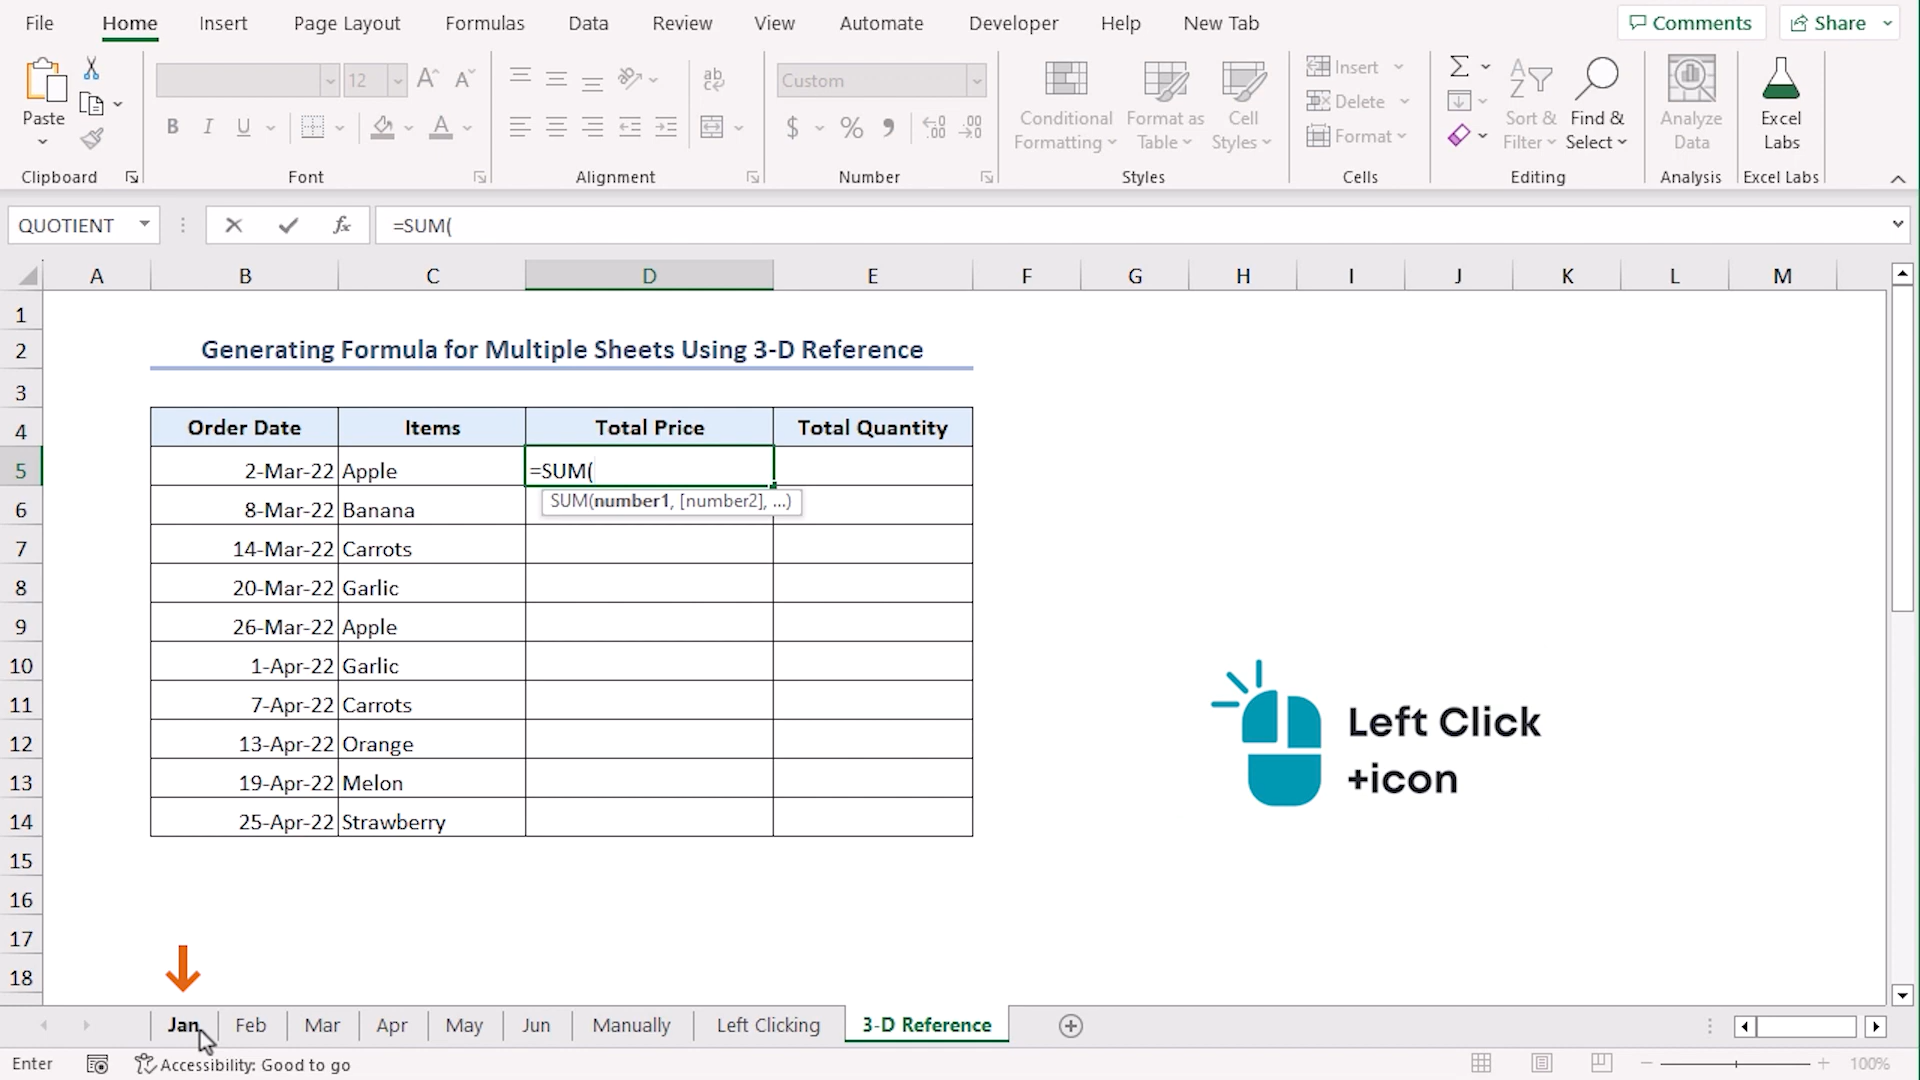 File Home Insert Page Layout Formulas Data Review View Automate Developer Help New Tab Comments Share
12 A A ab Custom Insert Σ A Z
Paste B I U A $ % 9 .00 .0 Conditional Formatting Format as Table Cell Styles Delete Format Sort & Filter Find & Select Analyze Data Excel Labs
Clipboard Font Alignment Number Styles Cells Editing Analysis Excel Labs
QUOTIENT fx =SUM(
A B C D E F G H I J K L M
1
2 Generating Formula for Multiple Sheets Using 3-D Reference
3
4 Order Date Items Total Price Total Quantity
5 2-Mar-22 Apple =SUM(
SUM(number1, [number2], ...)
6 8-Mar-22 Banana
7 14-Mar-22 Carrots
8 20-Mar-22 Garlic
9 26-Mar-22 Apple
10 1-Apr-22 Garlic
11 7-Apr-22 Carrots
Left Click
12 13-Apr-22 Orange
+icon
13 19-Apr-22 Melon
14 25-Apr-22 Strawberry
15
16
17
18
Jan Feb Mar Apr May Jun Manually Left Clicking 3-D Reference
Enter Accessibility: Good to go 100%